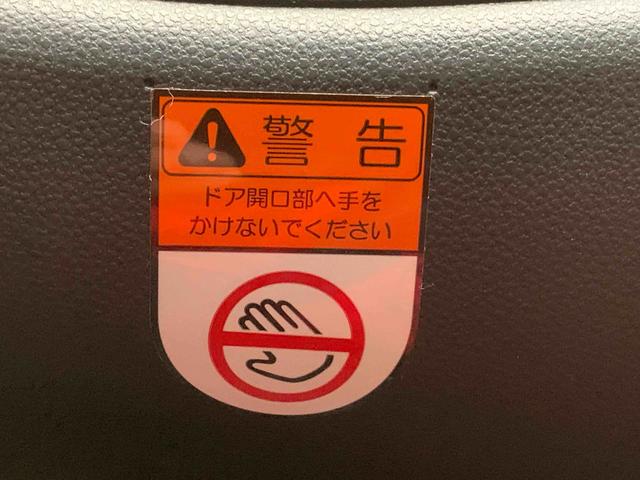 警告
ドア開口部へ手を
かけないでください